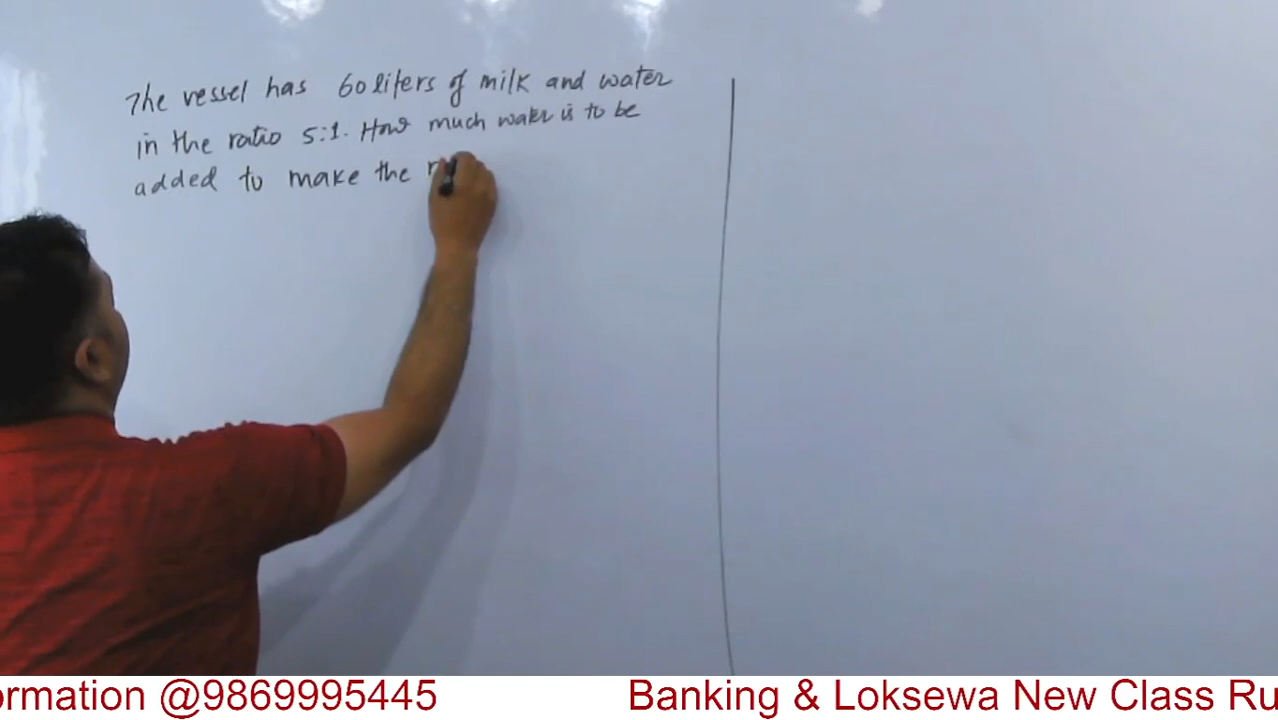 The vessel has 60 liters of milk and water
in the ratio 5:1. How much water is to be
added to make the r
ormation @9869995445 Banking & Loksewa New Class Ru